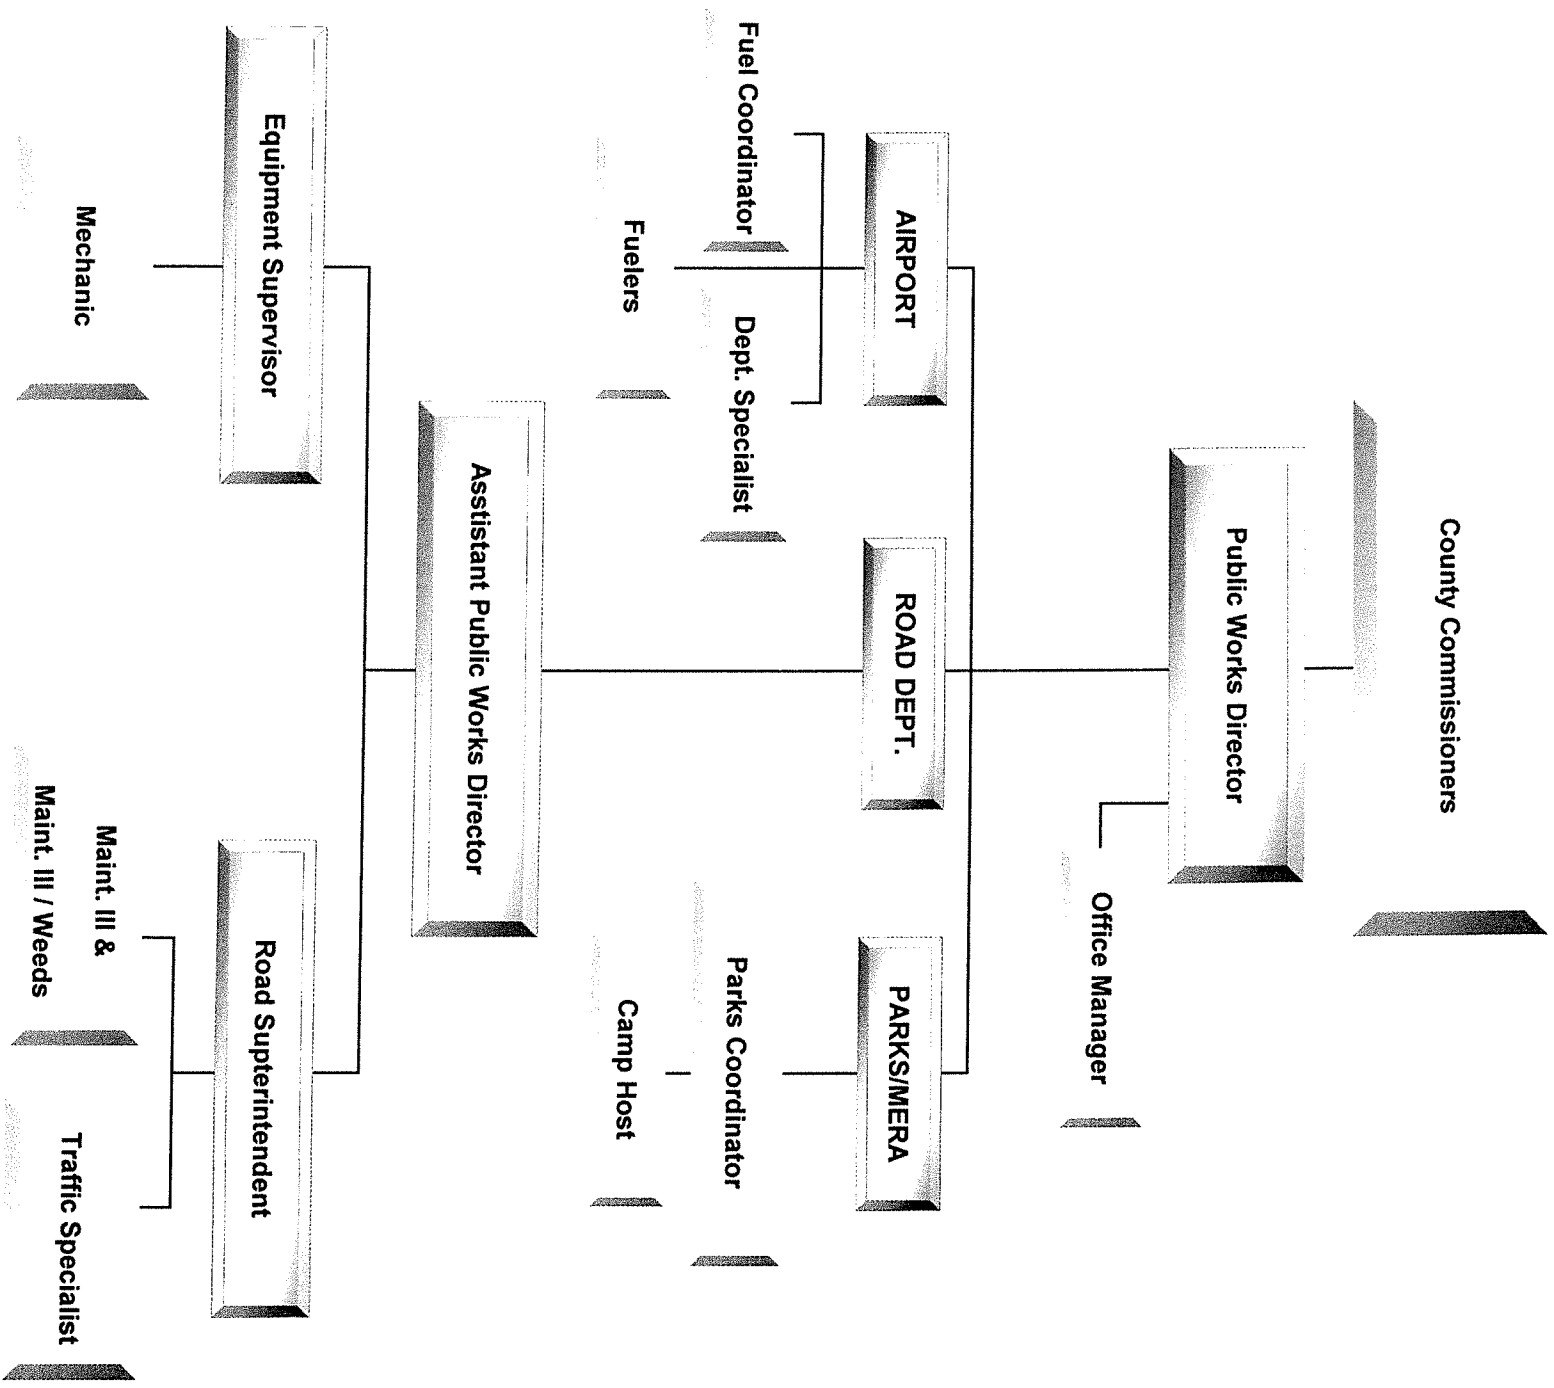 County Commissioners
Public Works Director
Office Manager
AIRPORT
ROAD DEPT.
PARKS/MERA
Fuel Coordinator
Dept. Specialist
Parks Coordinator
Fuelers
Camp Host
Asstistant Public Works Director
Equipment Supervisor
Road Supterintendent
Mechanic
Maint. III &
Maint. III / Weeds
Traffic Specialist